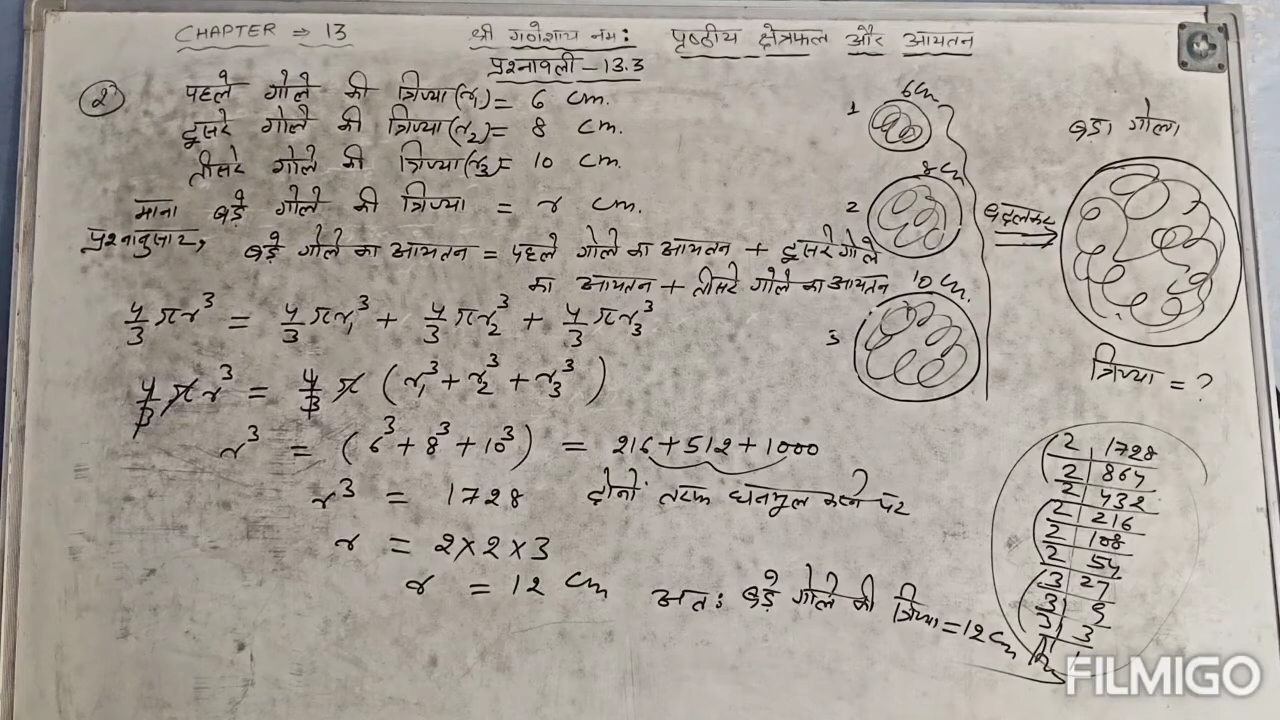 CHAPTER ⇒ 13
श्री गणेशाय नम:
पृष्ठीय क्षेत्रफल और आयतन
प्रश्नावली-13.3
2
पहले गोले की त्रिज्या(r₁)= 6 cm.
दूसरे गोले की त्रिज्या(r₂)= 8 cm.
तीसरे गोले की त्रिज्या(r₃)= 10 cm.
माना बड़े गोले की त्रिज्या = r cm.
प्रश्नानुसार,
बड़े गोले का आयतन = पहले गोले का आयतन + दूसरे गोले
का आयतन + तीसरे गोले का आयतन
4/3 πr³ = 4/3 πr₁³ + 4/3 πr₂³ + 4/3 πr₃³
4/3 πr³ = 4/3 π (r₁³ + r₂³ + r₃³)
r³ = (6³ + 8³ + 10³) = 216+512+1000
r³ = 1728 दोनों तरफ घनमूल करने पर
r = 2×2×3
r = 12 cm
अत: बड़े गोले की त्रिज्या = 12 cm
1 6cm
2 8cm
3 10cm.
बदलकर
बड़ा गोला
त्रिज्या = ?
2 1728
2 864
2 432
2 216
2 108
2 54
3 27
3 9
3 3
1
FILMIGO